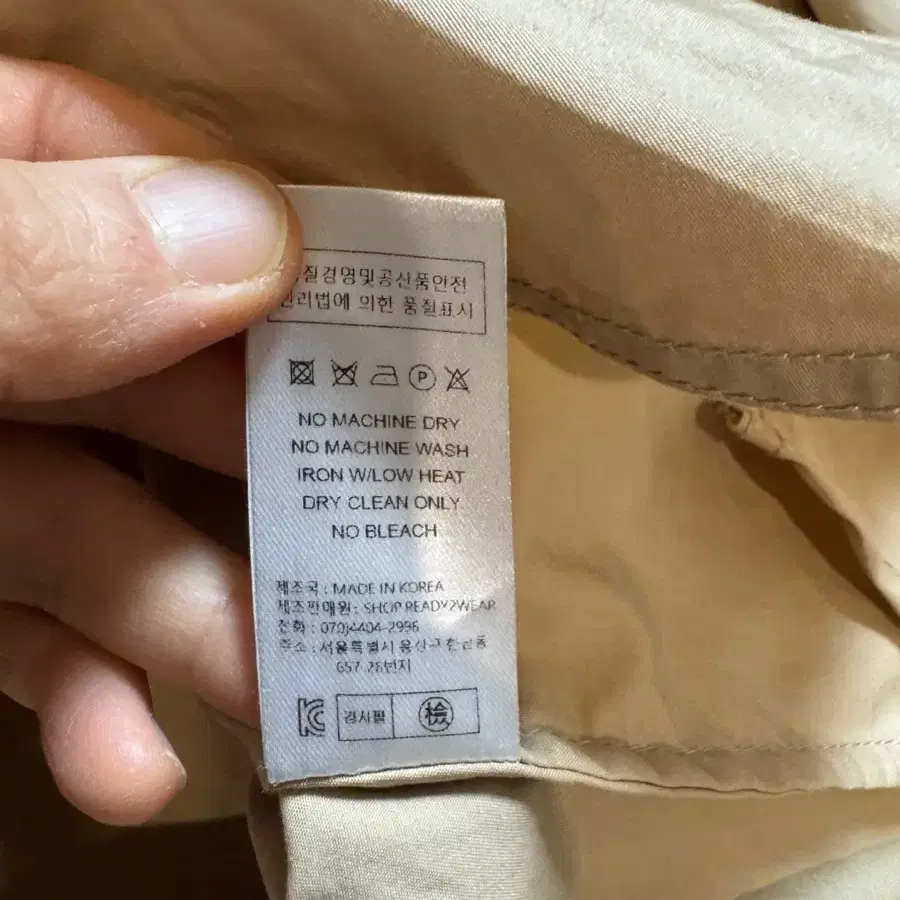 질경영및공산품안전
관리법에 의한 품질표시
P
NO MACHINE DRY
NO MACHINE WASH
IRON W/LOW HEAT
DRY CLEAN ONLY
NO BLEACH
제조국 : MADE IN KOREA
제조판매원 : SHOP READY2WEAR
전화 : 070)4404-2996
주소 : 서울특별시 용산구 한남동
657-26번지
검사필 檢